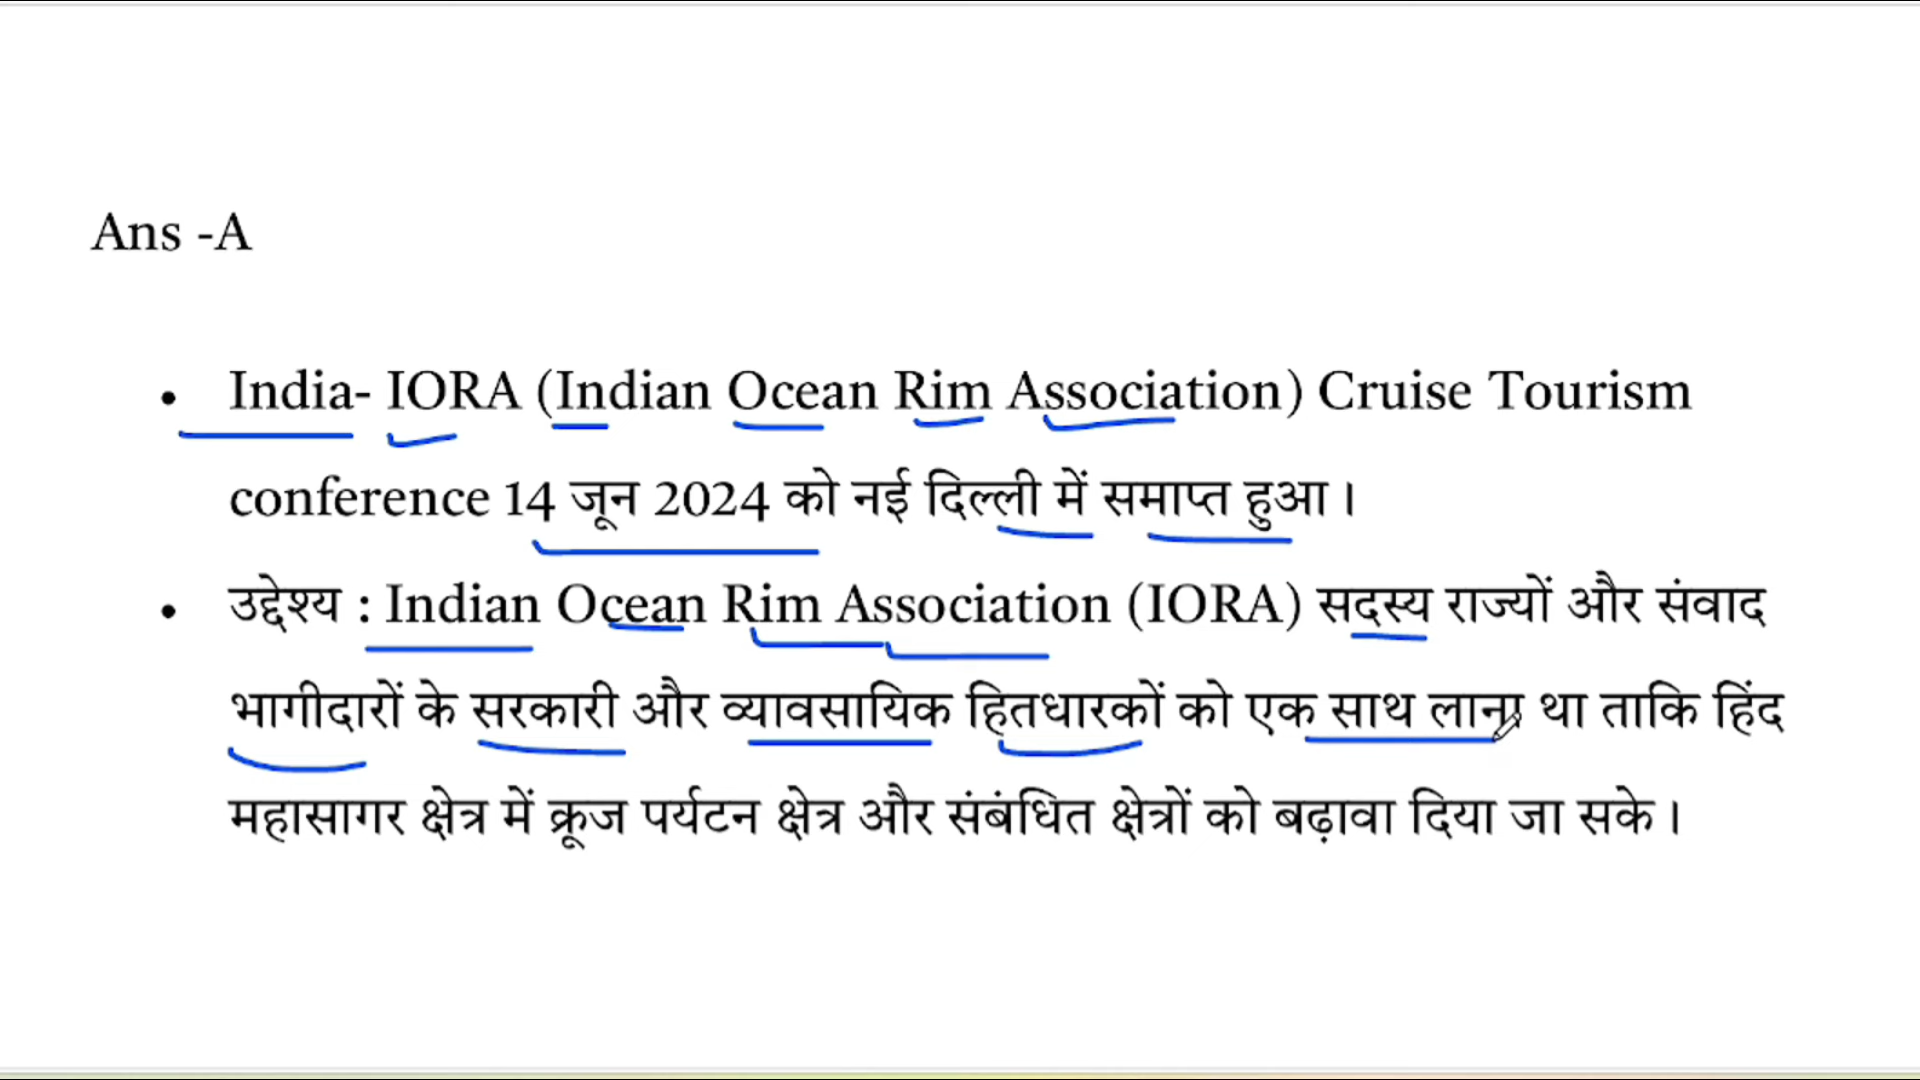 Ans -A
• India- IORA (Indian Ocean Rim Association) Cruise Tourism
conference 14 जून 2024 को नई दिल्ली में समाप्त हुआ।
• उद्देश्य : Indian Ocean Rim Association (IORA) सदस्य राज्यों और संवाद
भागीदारों के सरकारी और व्यावसायिक हितधारकों को एक साथ लाना था ताकि हिंद
महासागर क्षेत्र में क्रूज पर्यटन क्षेत्र और संबंधित क्षेत्रों को बढ़ावा दिया जा सके।